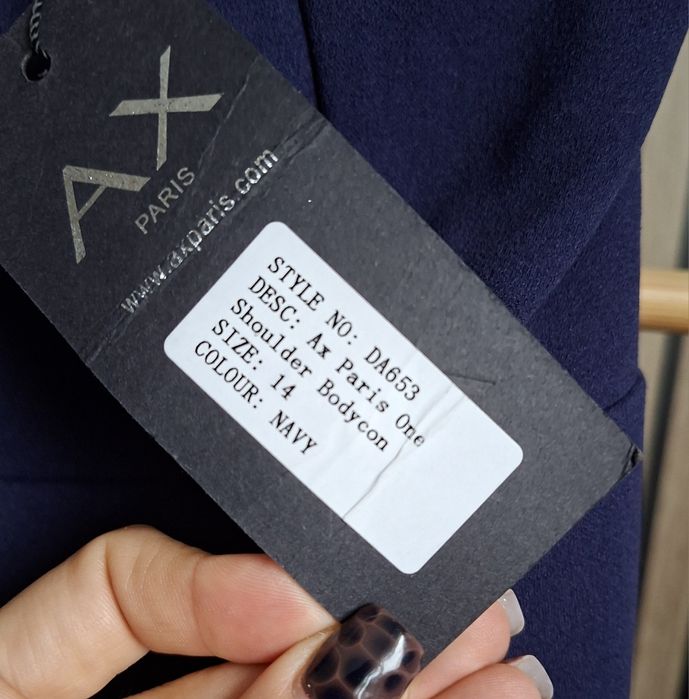 AX
PARIS
www.axparis.com
STYLE NO: DA653
DESC: Ax Paris One
Shoulder Bodycon
SIZE: 14
COLOUR: NAVY